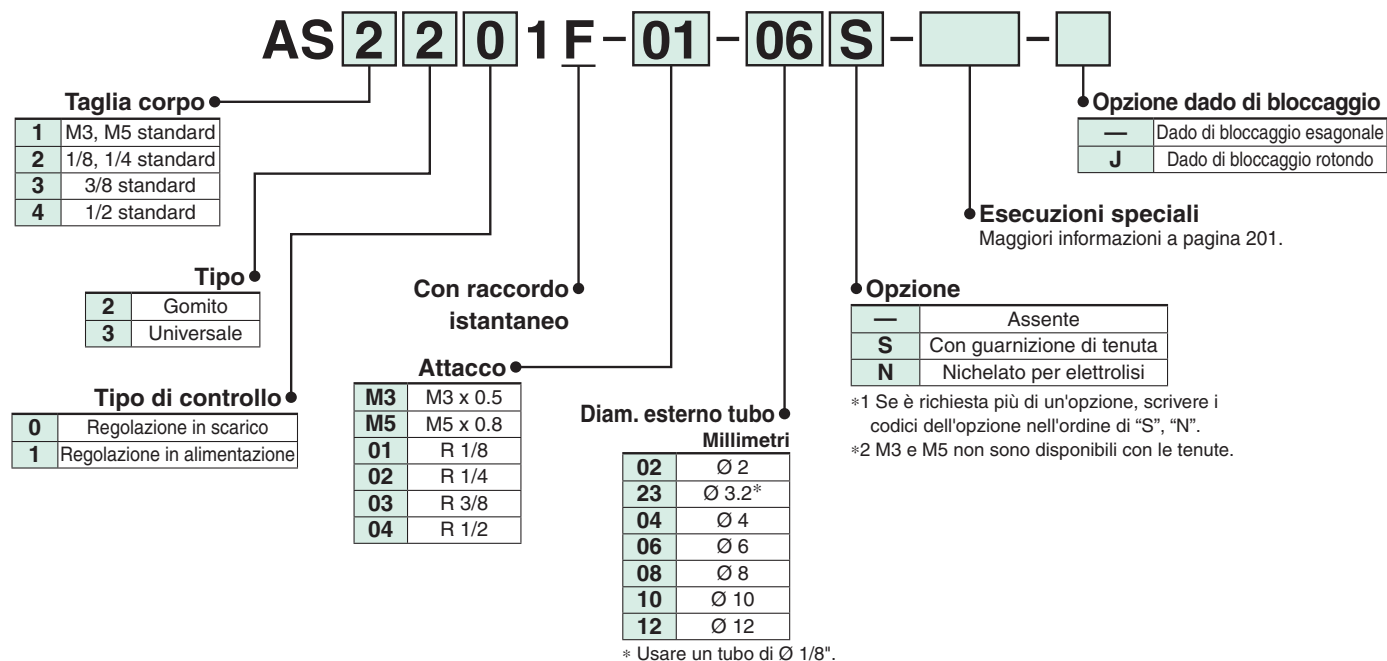 AS 2 2 0 1 F – 01 – 06 S – –
Taglia corpo
1 M3, M5 standard
2 1/8, 1/4 standard
3 3/8 standard
4 1/2 standard
Tipo
2 Gomito
3 Universale
Tipo di controllo
0 Regolazione in scarico
1 Regolazione in alimentazione
Con raccordo
istantaneo
Attacco
M3 M3 x 0.5
M5 M5 x 0.8
01 R 1/8
02 R 1/4
03 R 3/8
04 R 1/2
Diam. esterno tubo
Millimetri
02 Ø 2
23 Ø 3.2*
04 Ø 4
06 Ø 6
08 Ø 8
10 Ø 10
12 Ø 12
* Usare un tubo di Ø 1/8".
Opzione
— Assente
S Con guarnizione di tenuta
N Nichelato per elettrolisi
*1 Se è richiesta più di un'opzione, scrivere i
codici dell'opzione nell'ordine di “S”, “N”.
*2 M3 e M5 non sono disponibili con le tenute.
Esecuzioni speciali
Maggiori informazioni a pagina 201.
Opzione dado di bloccaggio
— Dado di bloccaggio esagonale
J Dado di bloccaggio rotondo